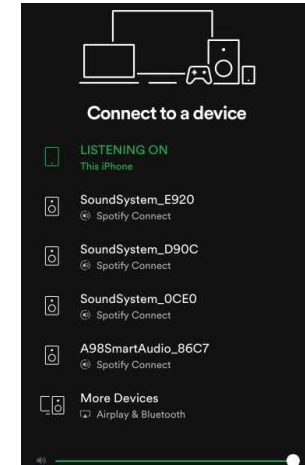 Connect to a device
LISTENING ON
This iPhone
SoundSystem_E920
Spotify Connect
SoundSystem_D90C
Spotify Connect
SoundSystem_0CE0
Spotify Connect
A98SmartAudio_86C7
Spotify Connect
More Devices
Airplay & Bluetooth